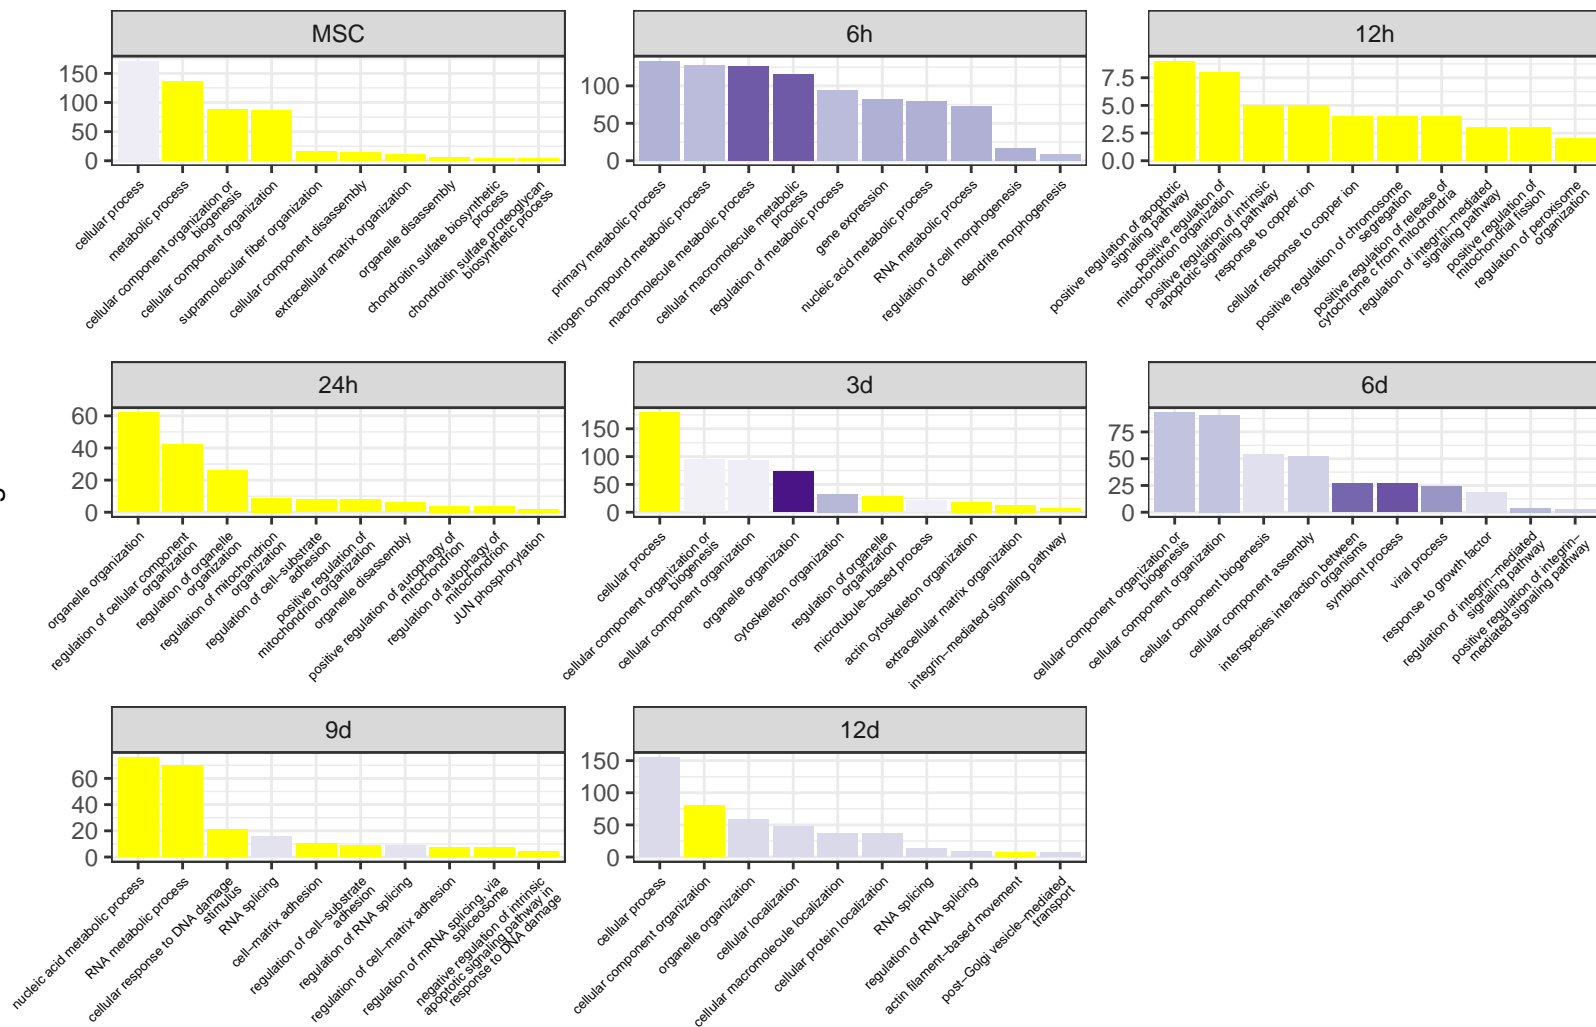 MSC
150
100
50
0
cellular process
metabolic process
cellular component organization or
biogenesis
cellular component organization
supramolecular fiber organization
cellular component disassembly
extracellular matrix organization
organelle disassembly
chondroitin sulfate biosynthetic
process
chondroitin sulfate proteoglycan
biosynthetic process
6h
100
50
0
primary metabolic process
nitrogen compound metabolic process
macromolecule metabolic process
cellular macromolecule metabolic
process
regulation of metabolic process
gene expression
nucleic acid metabolic process
RNA metabolic process
regulation of cell morphogenesis
dendrite morphogenesis
12h
7.5
5.0
2.5
0.0
positive regulation of apoptotic
signaling pathway
positive regulation of
mitochondrion organization
positive regulation of intrinsic
apoptotic signaling pathway
response to copper ion
cellular response to copper ion
positive regulation of chromosome
segregation
positive regulation of release of
cytochrome c from mitochondria
regulation of integrin−mediated
signaling pathway
positive regulation of
mitochondrial fission
regulation of peroxisome
organization
24h
60
40
20
0
organelle organization
regulation of cellular component
organization
regulation of organelle
organization
regulation of mitochondrion
organization
regulation of cell−substrate
adhesion
positive regulation of
mitochondrion organization
organelle disassembly
positive regulation of autophagy of
mitochondrion
regulation of autophagy of
mitochondrion
JUN phosphorylation
3d
150
100
50
0
cellular process
cellular component organization or
biogenesis
cellular component organization
organelle organization
cytoskeleton organization
regulation of organelle
organization
microtubule−based process
actin cytoskeleton organization
extracellular matrix organization
integrin−mediated signaling pathway
6d
75
50
25
0
cellular component organization or
biogenesis
cellular component organization
cellular component biogenesis
cellular component assembly
interspecies interaction between
organisms
symbiont process
viral process
response to growth factor
regulation of integrin−mediated
signaling pathway
positive regulation of integrin−
mediated signaling pathway
9d
60
40
20
0
nucleic acid metabolic process
RNA metabolic process
cellular response to DNA damage
stimulus
RNA splicing
cell−matrix adhesion
regulation of cell−substrate
adhesion
regulation of RNA splicing
regulation of cell−matrix adhesion
regulation of mRNA splicing, via
spliceosome
negative regulation of intrinsic
apoptotic signaling pathway in
response to DNA damage
12d
150
100
50
0
cellular process
cellular component organization
organelle organization
cellular localization
cellular macromolecule localization
cellular protein localization
RNA splicing
regulation of RNA splicing
actin filament−based movement
post−Golgi vesicle−mediated
transport